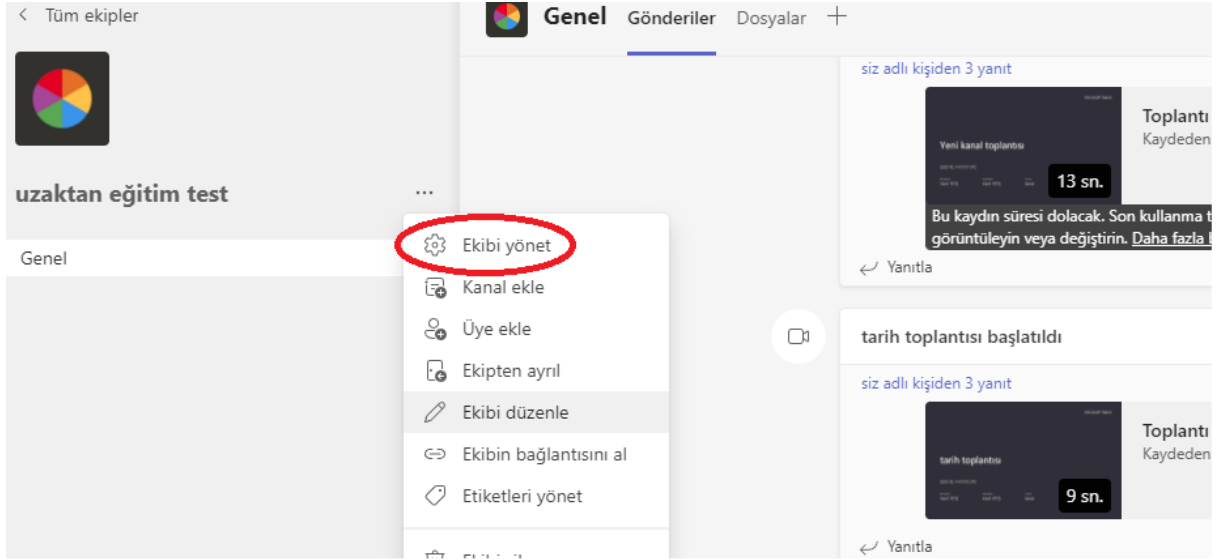 Tüm ekipler
Genel Gönderiler Dosyalar
uzaktan eğitim test
Genel
Ekibi yönet
Kanal ekle
Üye ekle
Ekipten ayrıl
Ekibi düzenle
Ekibin bağlantısını al
Etiketleri yönet
siz adlı kişiden 3 yanıt
Yeni kanal toplantısı
13 sn.
Toplantı
Kaydeden
Bu kaydın süresi dolacak. Son kullanma t
görüntüleyin veya değiştirin. Daha fazla
Yanıtla
tarih toplantısı başlatıldı
siz adlı kişiden 3 yanıt
tarih toplantısı
9 sn.
Toplantı
Kaydeden
Yanıtla